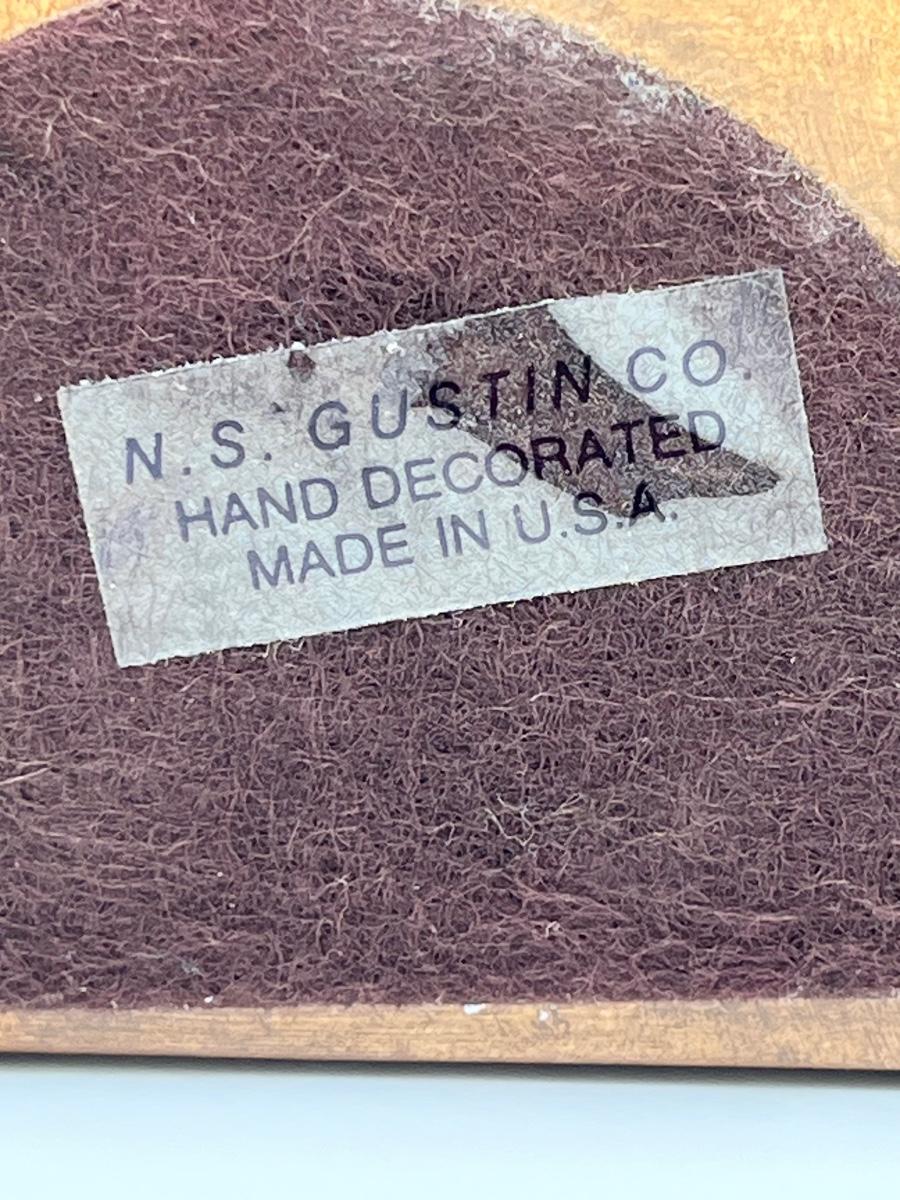 N.S. GUSTIN CO.
HAND DECORATED
MADE IN U.S.A.